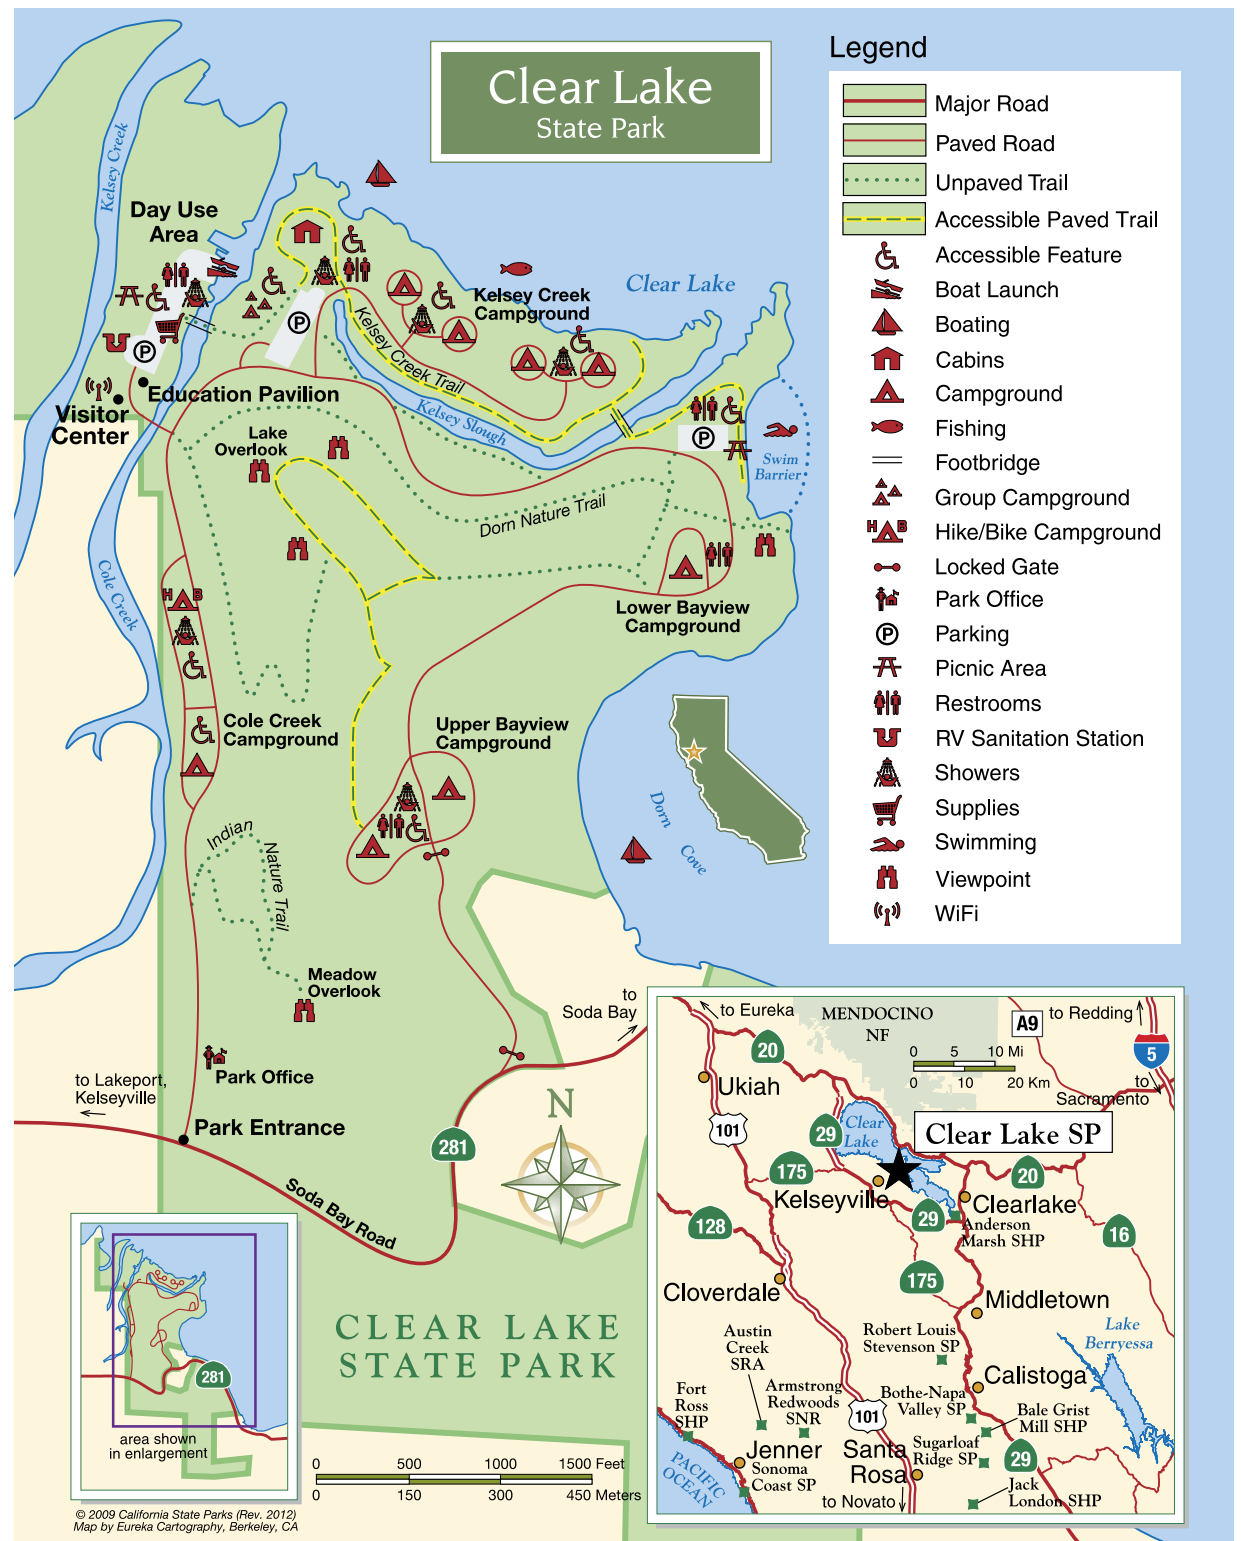 Clear Lake
State Park
Legend
Major Road
Paved Road
Unpaved Trail
Accessible Paved Trail
Accessible Feature
Boat Launch
Boating
Cabins
Campground
Fishing
Footbridge
Group Campground
H B Hike/Bike Campground
Locked Gate
Park Office
P Parking
Picnic Area
Restrooms
RV Sanitation Station
Showers
Supplies
Swimming
Viewpoint
WiFi
Kelsey Creek
Day Use
Area
Clear Lake
Kelsey Creek
Campground
P
P
Kelsey Creek Trail
Education Pavilion
Visitor
Center
Kelsey Slough
Lake
Overlook
P
Swim
Barrier
Dorn Nature Trail
Cole Creek
H B
Lower Bayview
Campground
Cole Creek
Campground
Upper Bayview
Campground
Dorn
Cove
Indian
Nature Trail
Meadow
Overlook
to
Soda Bay
Park Office
to Lakeport,
Kelseyville
Park Entrance
281
N
Soda Bay Road
CLEAR LAKE
STATE PARK
281
area shown
in enlargement
0 500 1000 1500 Feet
0 150 300 450 Meters
© 2009 California State Parks (Rev. 2012)
Map by Eureka Cartography, Berkeley, CA
to Eureka
MENDOCINO
NF
A9
to Redding
5
20
0 5 10 Mi
0 10 20 Km
to
Sacramento
Ukiah
101
29
Clear
Lake
Clear Lake SP
175
20
Kelseyville
Clearlake
29
Anderson
Marsh SHP
128
16
175
Cloverdale
Middletown
Lake
Berryessa
Austin
Creek
SRA
Robert Louis
Stevenson SP
Calistoga
Fort
Ross
SHP
Armstrong
Redwoods
SNR
Bothe-Napa
Valley SP
Bale Grist
Mill SHP
101
Jenner
Sonoma
Coast SP
Santa
Rosa
Sugarloaf
Ridge SP
29
PACIFIC
OCEAN
to Novato
Jack
London SHP